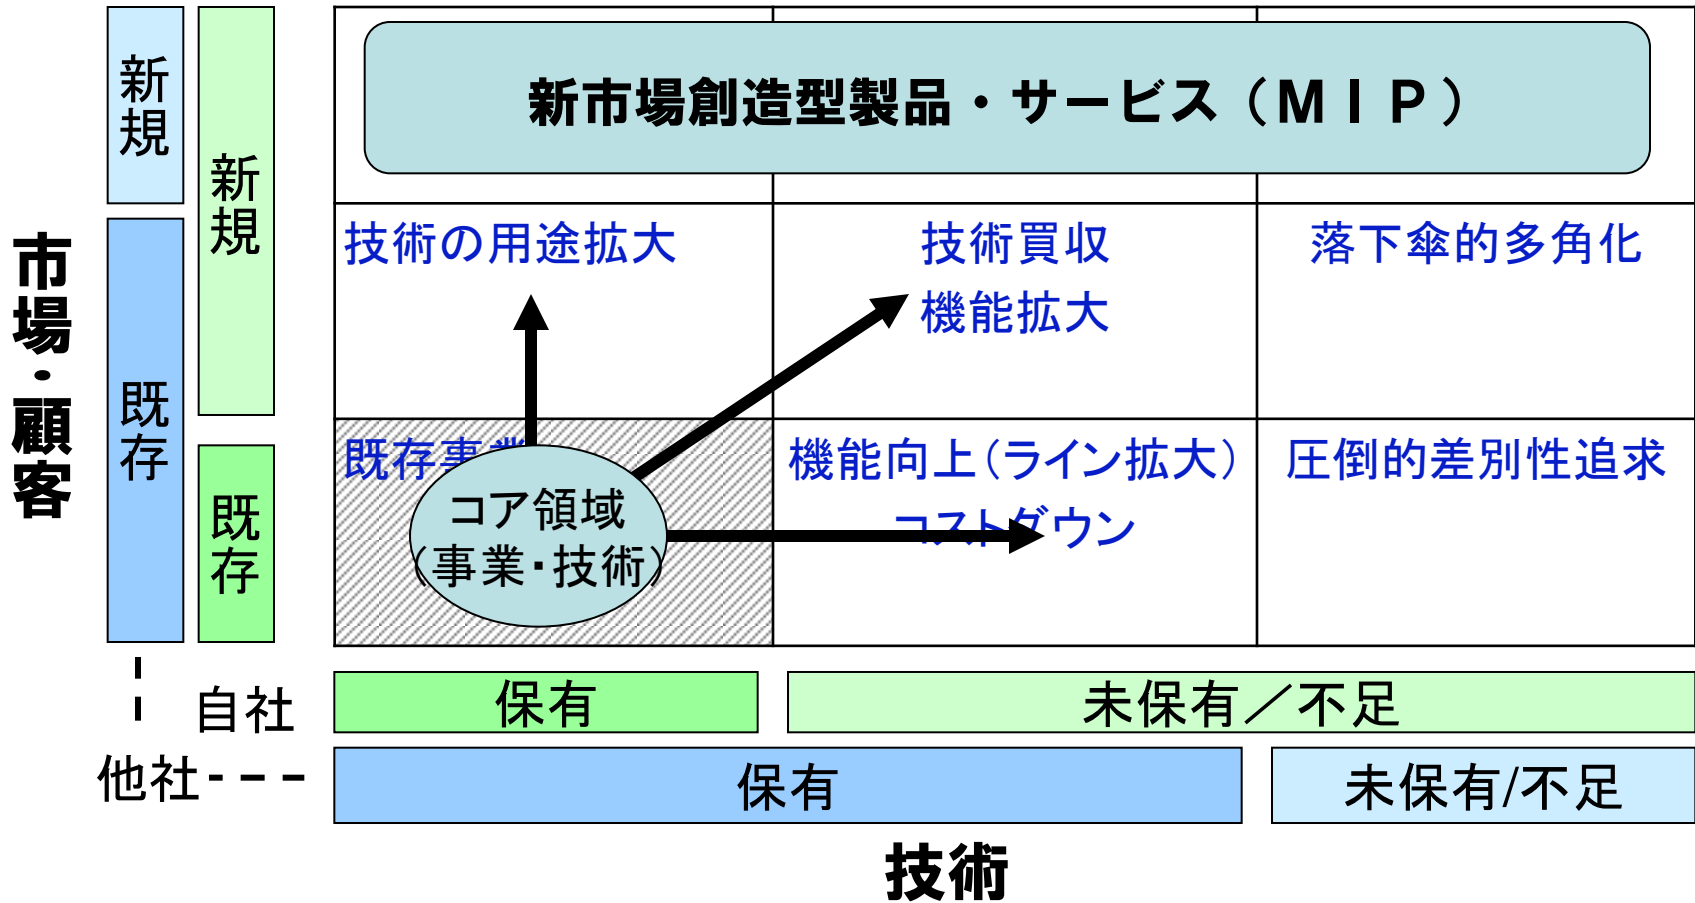 新市場創造型製品・サービス（ＭＩＰ）
新規
新規
技術の用途拡大
技術買収
機能拡大
落下傘的多角化
市場・顧客
既存
既存
既存事業
コア領域
（事業・技術）
機能向上（ライン拡大）
コストダウン
圧倒的差別性追求
自社
保有
未保有／不足
他社
保有
未保有/不足
技術